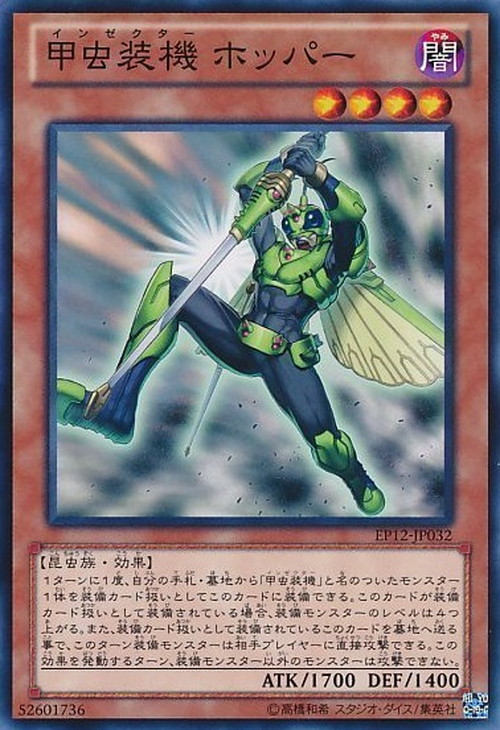 インゼクター
甲虫装機 ホッパー
やみ
闇
EP12-JP032
【昆虫族・効果】
1ターンに1度、自分の手札・墓地から「甲虫装機」と名のついたモンスター
1体を装備カード扱いとしてこのカードに装備できる。このカードが装備
カード扱いとして装備されている場合、装備モンスターのレベルは4つ
上がる。また、装備カード扱いとして装備されているこのカードを墓地へ送る
事で、このターン装備モンスターは相手プレイヤーに直接攻撃できる。この
効果を発動するターン、装備モンスター以外のモンスターは攻撃できない。
ATK/1700 DEF/1400
52601736
©高橋和希 スタジオ・ダイス/集英社